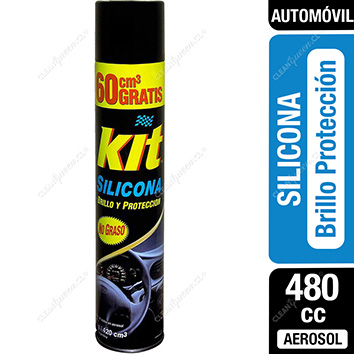 60 cm³
GRATIS
Kit
SILICONA
BRILLO Y PROTECCIÓN
NO GRASO
420 cm³
AUTOMÓVIL
SILICONA
Brillo Protección
480
CC
AEROSOL